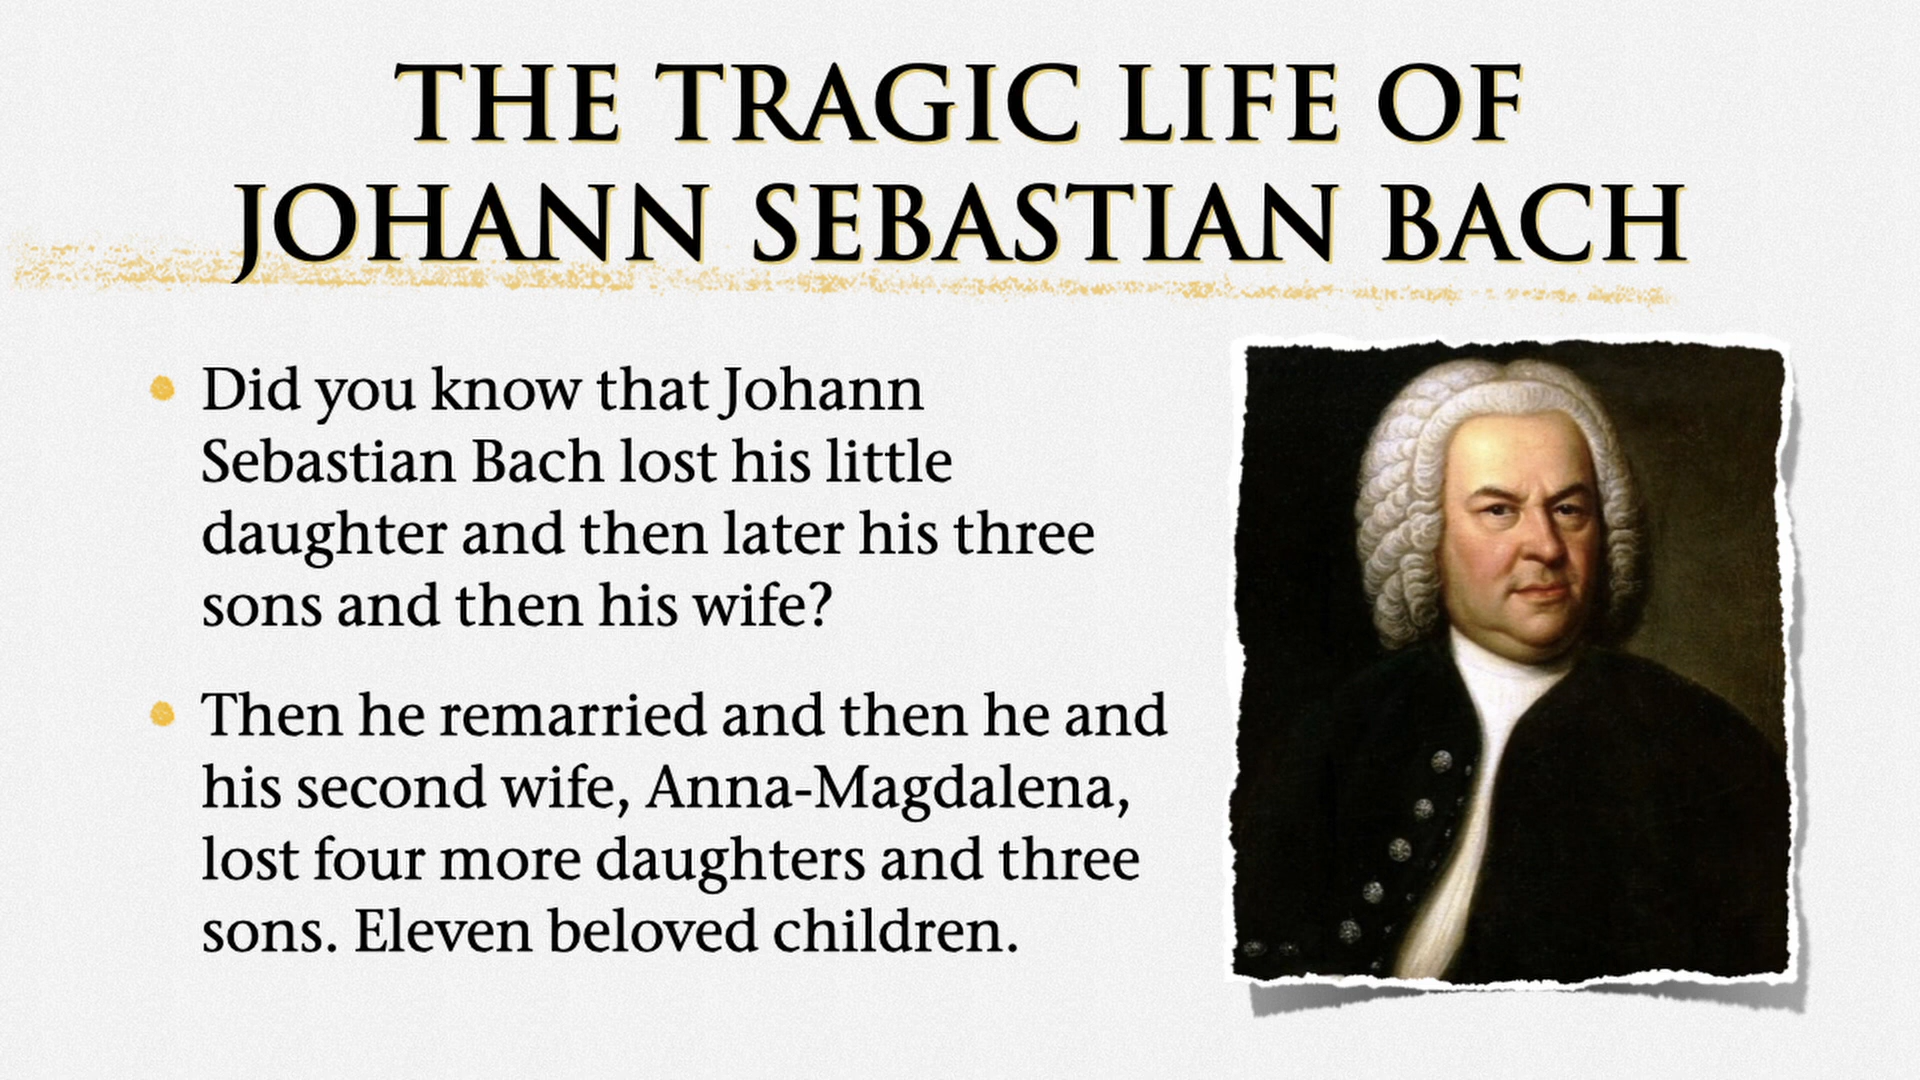 THE TRAGIC LIFE OF
JOHANN SEBASTIAN BACH
Did you know that Johann
Sebastian Bach lost his little
daughter and then later his three
sons and then his wife?
Then he remarried and then he and
his second wife, Anna-Magdalena,
lost four more daughters and three
sons. Eleven beloved children.